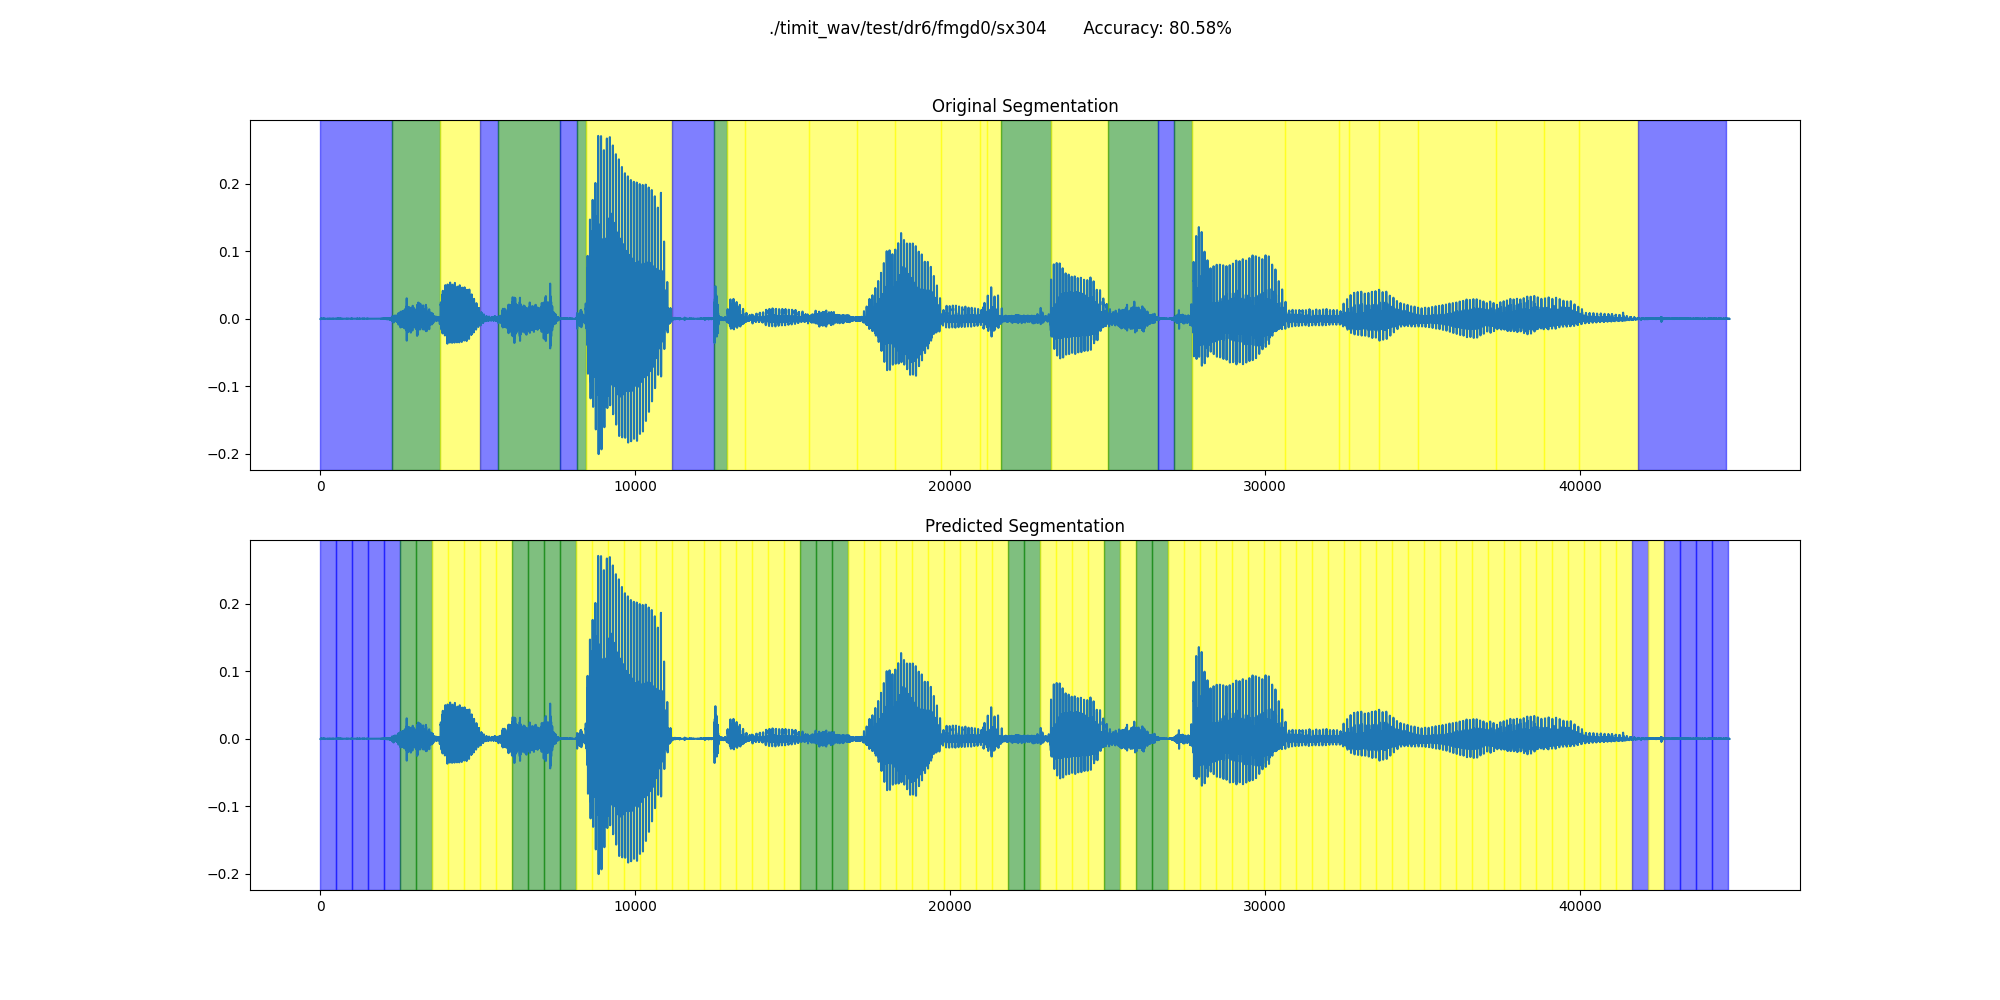 ./timit_wav/test/dr6/fmgd0/sx304 Accuracy: 80.58%
Original Segmentation
0.2
0.1
0.0
−0.1
−0.2
0 10000 20000 30000 40000
Predicted Segmentation
0.2
0.1
0.0
−0.1
−0.2
0 10000 20000 30000 40000